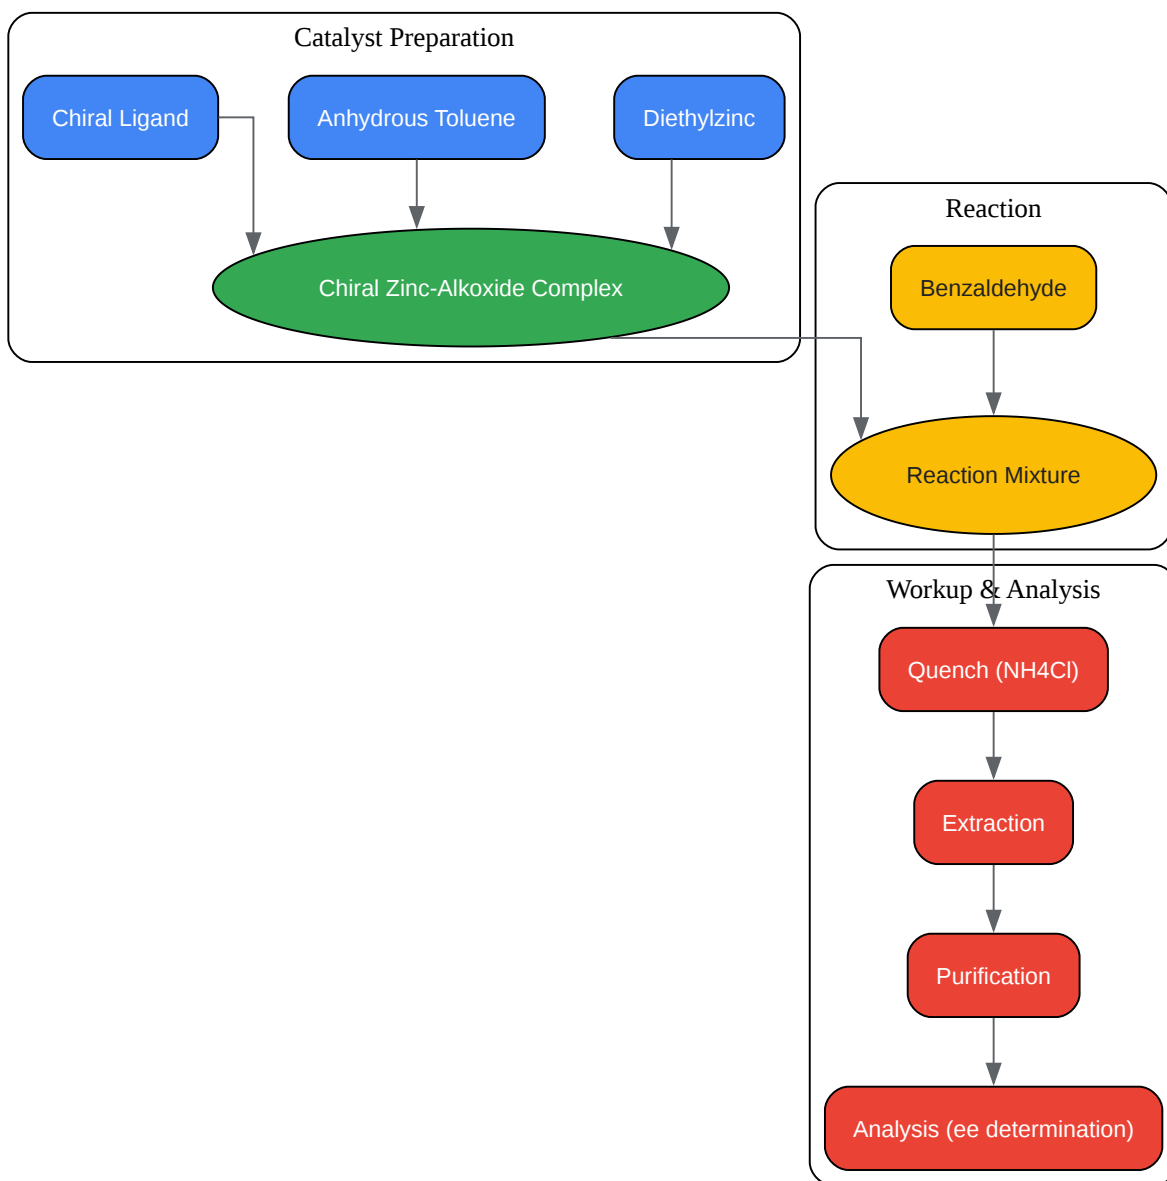 Catalyst Preparation
Chiral Ligand
Anhydrous Toluene
Diethylzinc
Chiral Zinc-Alkoxide Complex
Reaction
Benzaldehyde
Reaction Mixture
Workup & Analysis
Quench (NH4Cl)
Extraction
Purification
Analysis (ee determination)